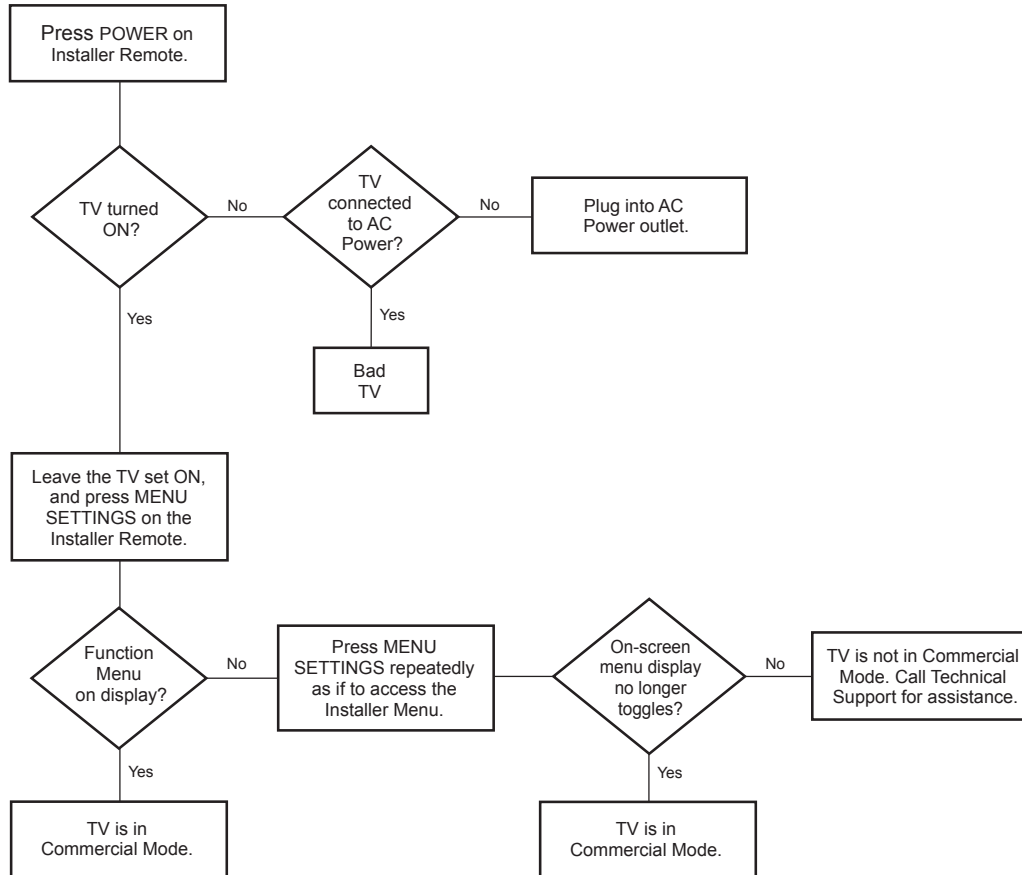 Press POWER on
Installer Remote.
TV turned
ON?
No
TV
connected
to AC
Power?
No
Plug into AC
Power outlet.
Yes
Yes
Bad
TV
Leave the TV set ON,
and press MENU
SETTINGS on the
Installer Remote.
Function
Menu
on display?
No
Press MENU
SETTINGS repeatedly
as if to access the
Installer Menu.
On-screen
menu display
no longer
toggles?
No
TV is not in Commercial
Mode. Call Technical
Support for assistance.
Yes
Yes
TV is in
Commercial Mode.
TV is in
Commercial Mode.